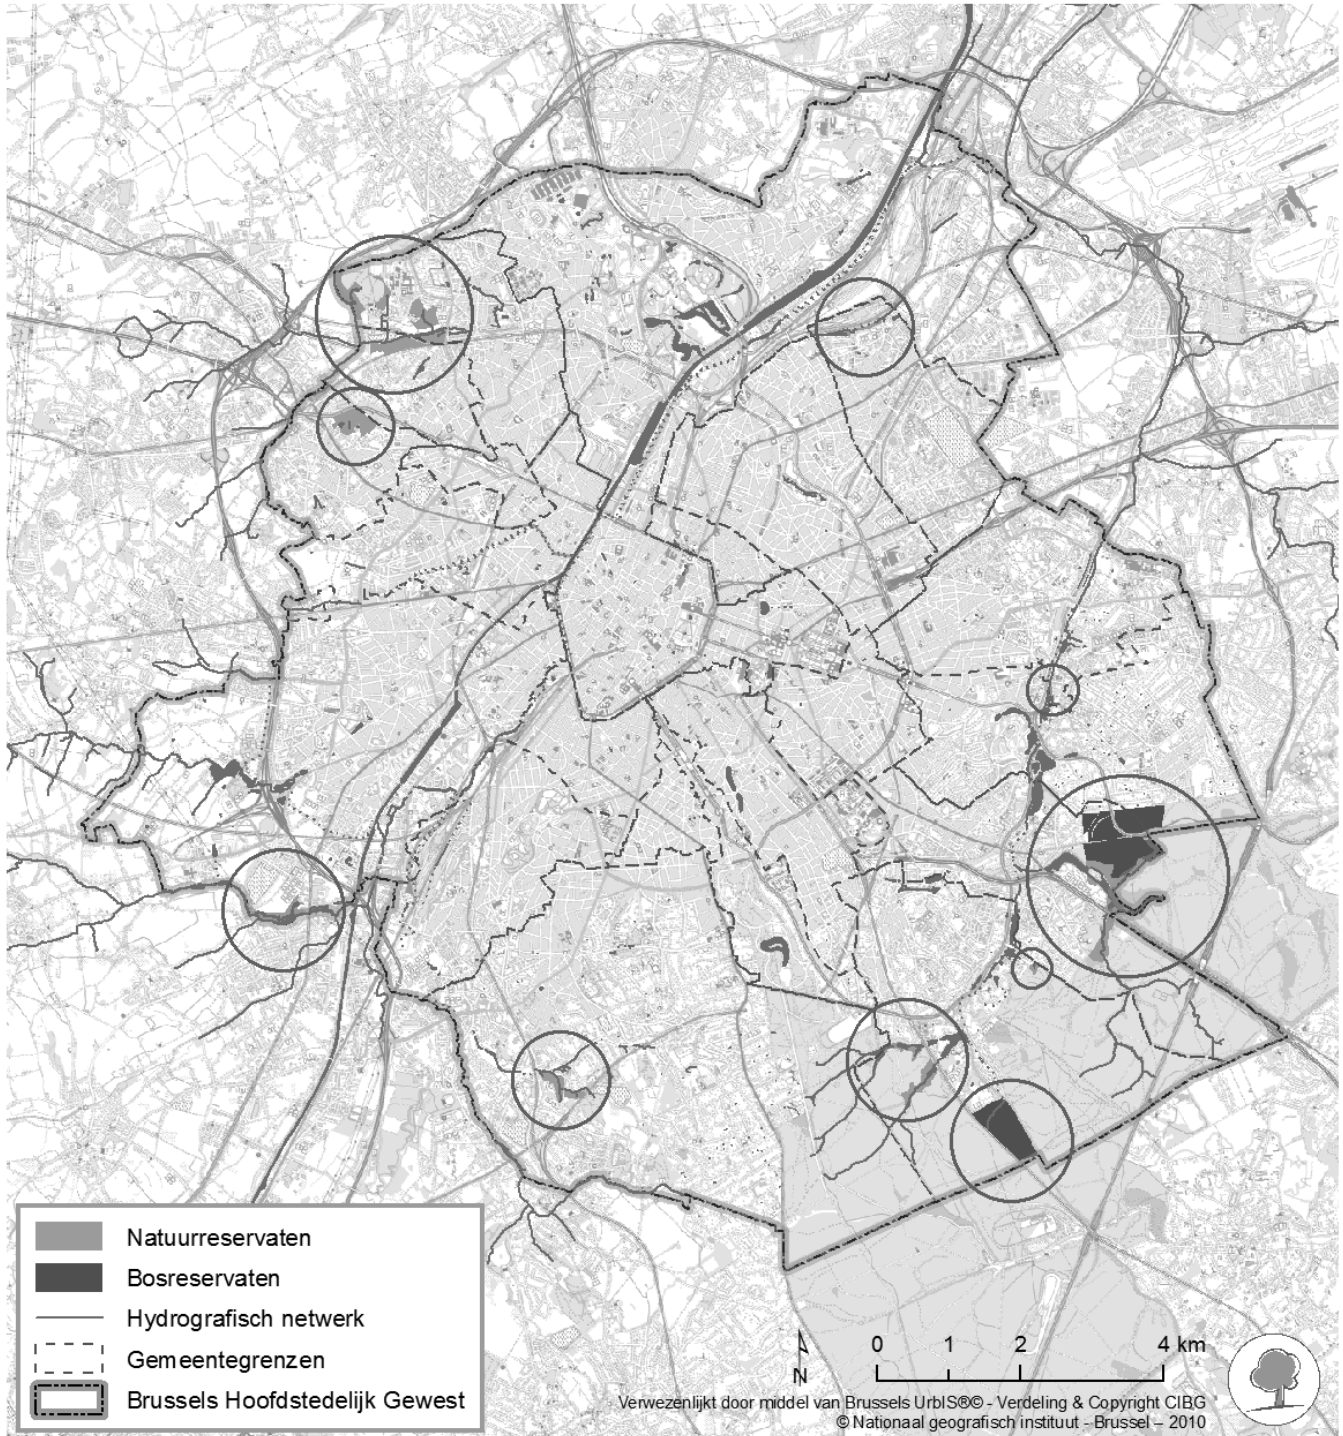 Natuurreservaten
Bosreservaten
Hydrografisch netwerk
Gemeentegrenzen
Brussels Hoofdstedelijk Gewest
N
0 1 2 4 km
Verwezenlijkt door middel van Brussels UrbIS®© - Verdeling & Copyright CIBG
© Nationaal geografisch instituut - Brussel – 2010